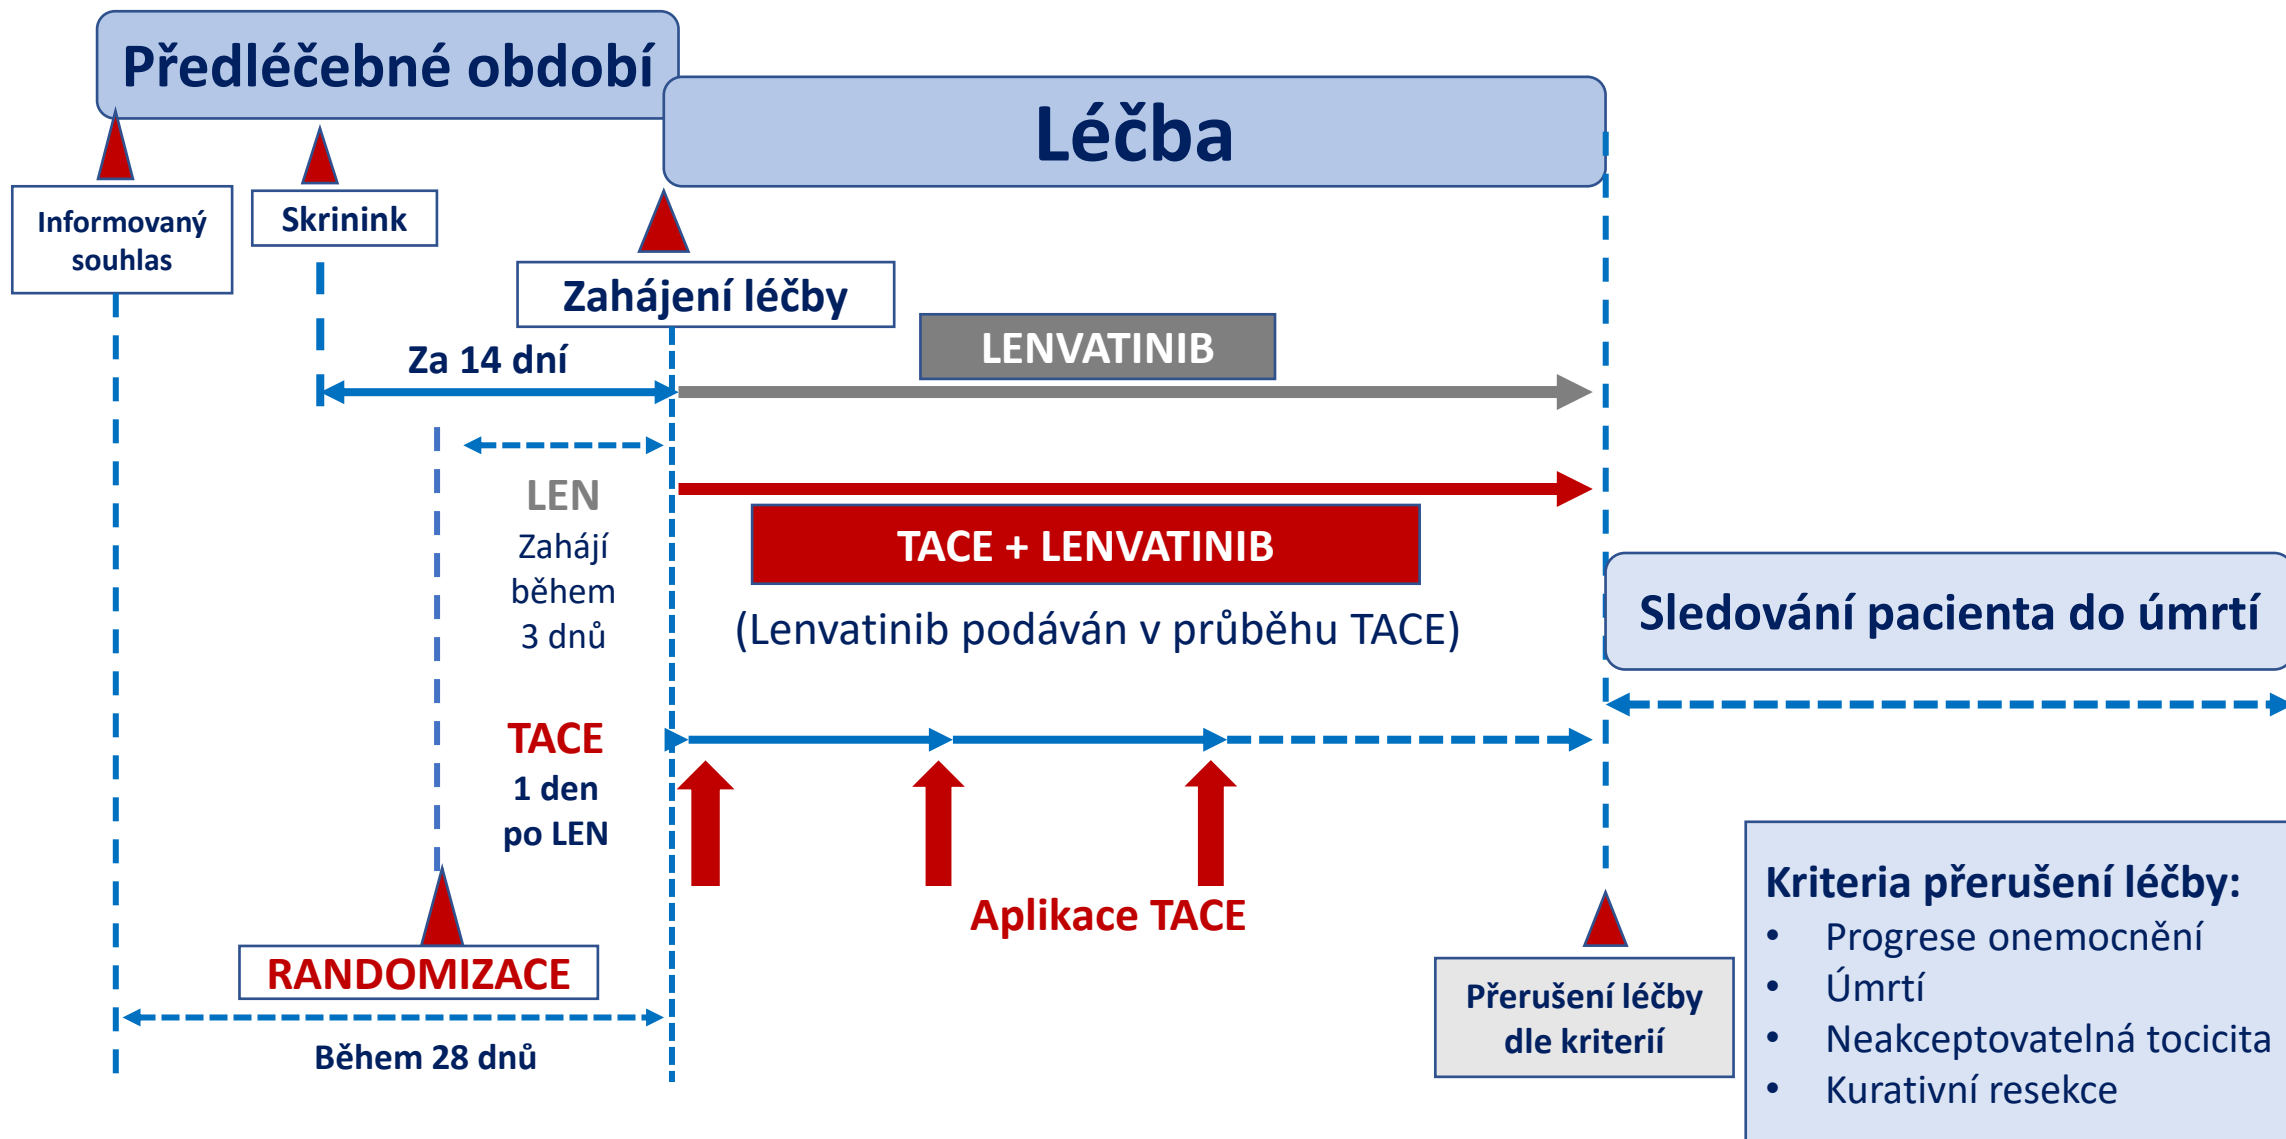 Předléčebné období
Léčba
Informovaný
souhlas
Skrinink
Zahájení léčby
LENVATINIB
Za 14 dní
LEN
Zahájí
během
3 dnů
TACE + LENVATINIB
(Lenvatinib podáván v průběhu TACE)
Sledování pacienta do úmrtí
TACE
1 den
po LEN
Aplikace TACE
RANDOMIZACE
Během 28 dnů
Přerušení léčby
dle kriterií
Kriteria přerušení léčby:
• Progrese onemocnění
• Úmrtí
• Neakceptovatelná tocicita
• Kurativní resekce